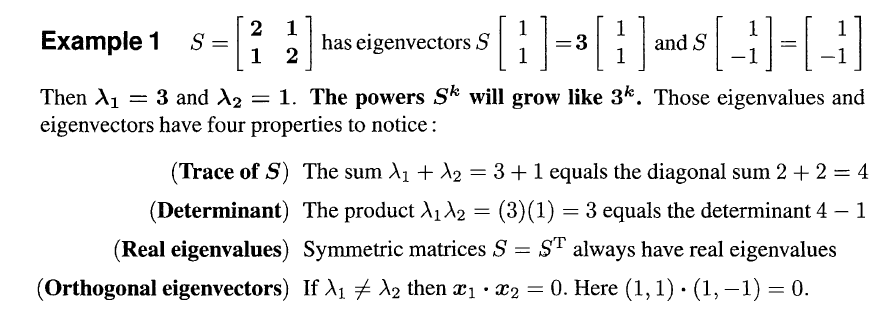 Example 1 S = [ 2 1 ; 1 2 ] has eigenvectors S [ 1 ; 1 ] = 3 [ 1 ; 1 ] and S [ 1 ; −1 ] = [ 1 ; −1 ]
Then λ₁ = 3 and λ₂ = 1. The powers Sᵏ will grow like 3ᵏ. Those eigenvalues and
eigenvectors have four properties to notice :
(Trace of S) The sum λ₁ + λ₂ = 3 + 1 equals the diagonal sum 2 + 2 = 4
(Determinant) The product λ₁λ₂ = (3)(1) = 3 equals the determinant 4 − 1
(Real eigenvalues) Symmetric matrices S = Sᵀ always have real eigenvalues
(Orthogonal eigenvectors) If λ₁ ≠ λ₂ then x₁ · x₂ = 0. Here (1, 1) · (1, −1) = 0.